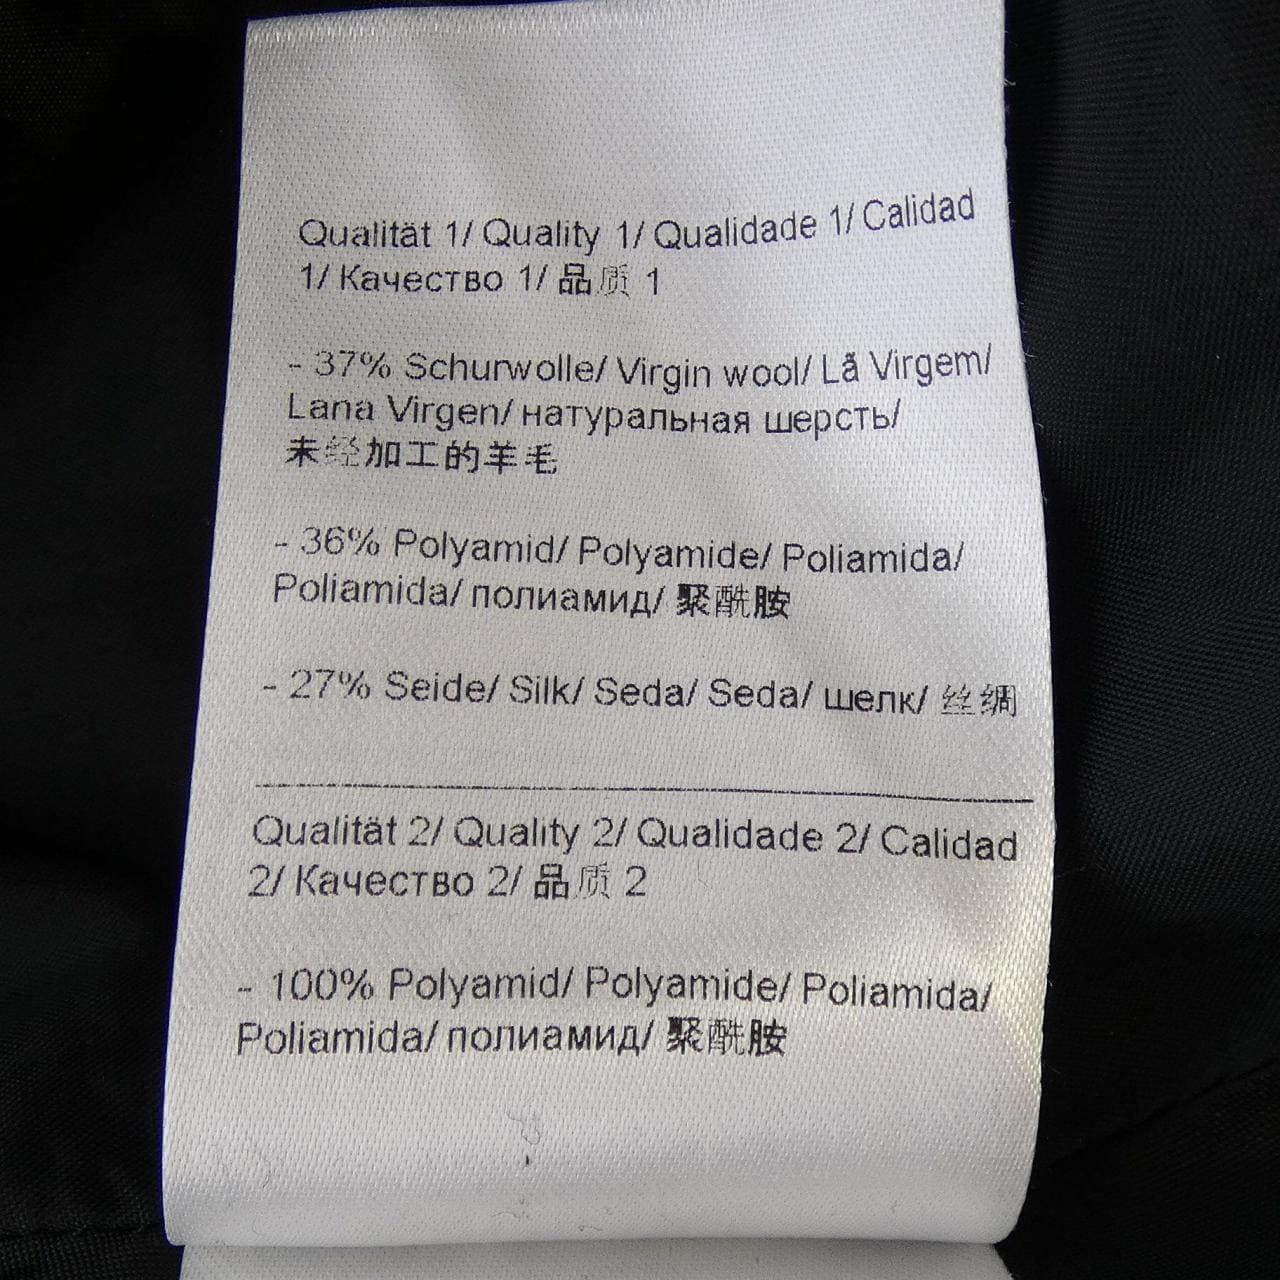 Qualität 1/ Quality 1/ Qualidade 1/ Calidad
1/ Качество 1/ 品质 1
- 37% Schurwolle/ Virgin wool/ Lã Virgem/
Lana Virgen/ натуральная шерсть/
未经加工的羊毛
- 36% Polyamid/ Polyamide/ Poliamida/
Poliamida/ полиамид/ 聚酰胺
- 27% Seide/ Silk/ Seda/ Seda/ шелк/ 丝绸
Qualität 2/ Quality 2/ Qualidade 2/ Calidad
2/ Качество 2/ 品质 2
- 100% Polyamid/ Polyamide/ Poliamida/
Poliamida/ полиамид/ 聚酰胺